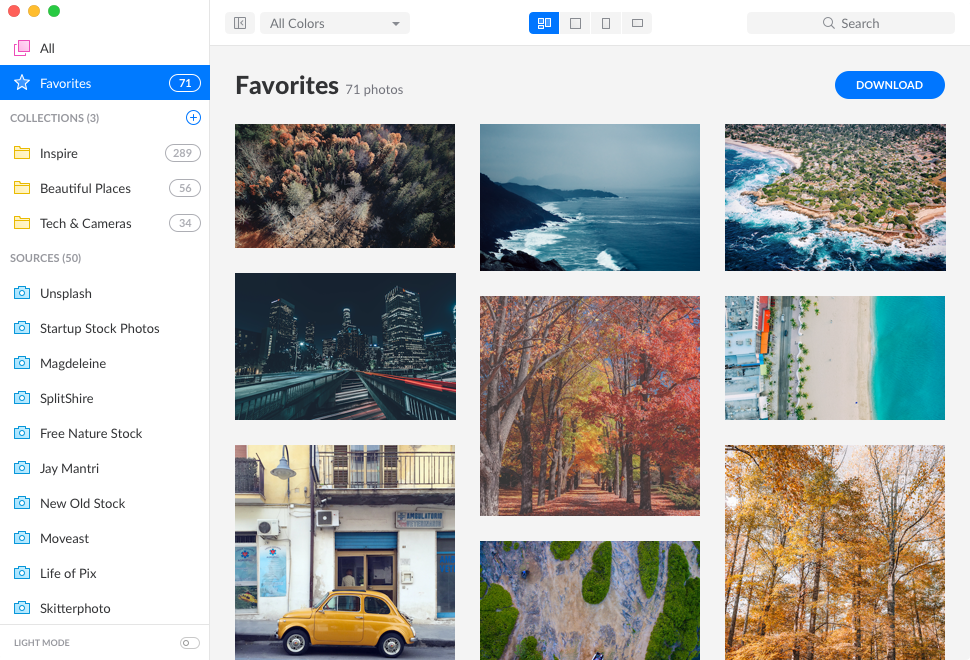 All
Favorites 71
COLLECTIONS (3)
Inspire 289
Beautiful Places 56
Tech & Cameras 34
SOURCES (50)
Unsplash
Startup Stock Photos
Magdeleine
SplitShire
Free Nature Stock
Jay Mantri
New Old Stock
Moveast
Life of Pix
Skitterphoto
LIGHT MODE
All Colors
Search
Favorites 71 photos
DOWNLOAD
AMBULATORIO
VETERINARIO